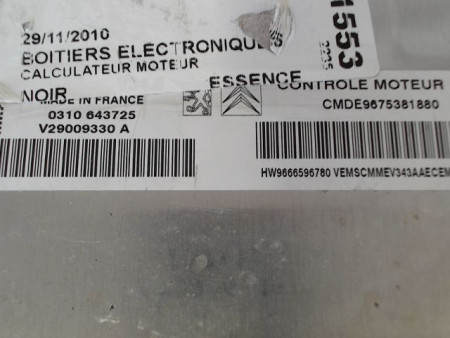 29/11/2010
BOITIERS ELECTRONIQUES
CALCULATEUR MOTEUR
NOIR
1553
ESSENCE
MADE IN FRANCE
0310 643725
V29009330 A
CONTROLE MOTEUR
CMDE9675381880
HW9666596780 VEMSCMMEV343AAECEM